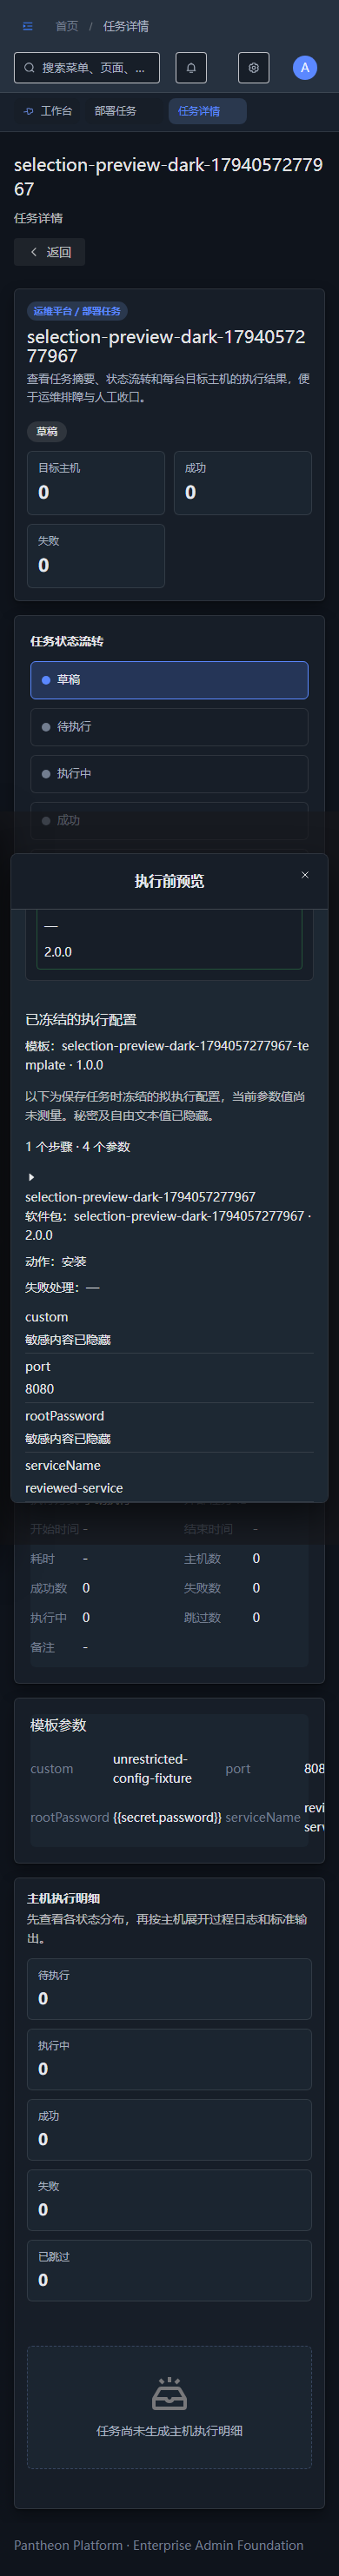 首页 / 任务详情
搜索菜单、页面、...
A
工作台 部署任务 任务详情
selection-preview-dark-17940572779
67
任务详情
返回
运维平台 / 部署任务
selection-preview-dark-17940572
77967
查看任务摘要、状态流转和每台目标主机的执行结果，便
于运维排障与人工收口。
草稿
目标主机 成功
0 0
失败
0
任务状态流转
草稿
待执行
执行中
成功
执行前预览
—
2.0.0
已冻结的执行配置
模板：selection-preview-dark-1794057277967-te
mplate · 1.0.0
以下为保存任务时冻结的拟执行配置，当前参数值尚
未测量。秘密及自由文本值已隐藏。
1 个步骤 · 4 个参数
selection-preview-dark-1794057277967
软件包：selection-preview-dark-1794057277967 ·
2.0.0
动作：安装
失败处理：—
custom
敏感内容已隐藏
port
8080
rootPassword
敏感内容已隐藏
serviceName
reviewed-service
开始时间 - 结束时间 -
耗时 - 主机数 0
成功数 0 失败数 0
执行中 0 跳过数 0
备注 -
模板参数
custom unrestricted-
config-fixture port 808
rootPassword {{secret.password}} serviceName revi
serv
主机执行明细
先查看各状态分布，再按主机展开过程日志和标准输
出。
待执行
0
执行中
0
成功
0
失败
0
已跳过
0
任务尚未生成主机执行明细
Pantheon Platform · Enterprise Admin Foundation